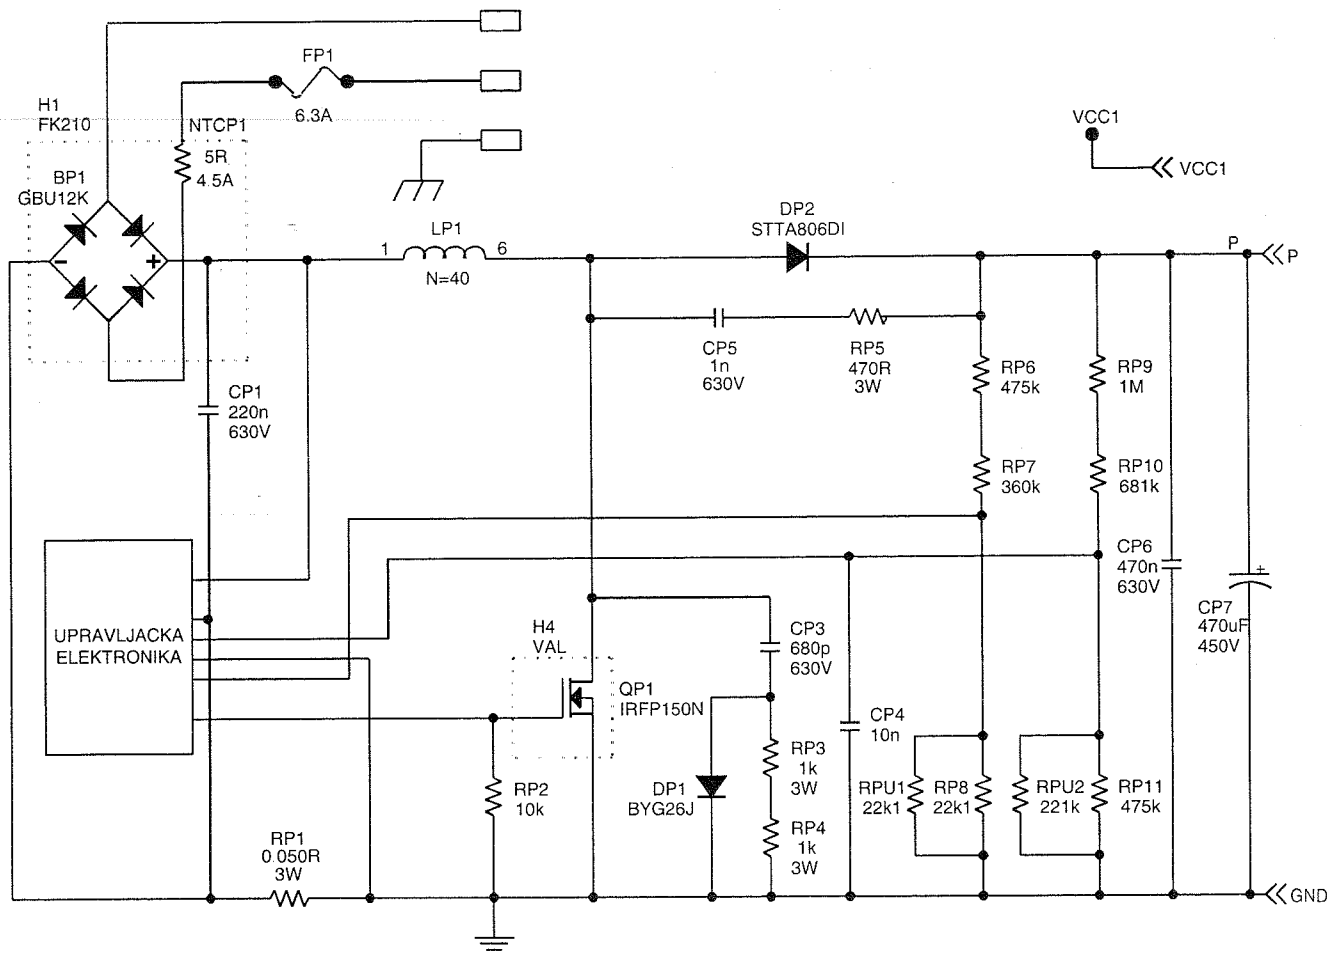 FP1
6.3A
H1
FK210
NTCP1
5R
4.5A
BP1
GBU12K
-
+
VCC1
VCC1
1
LP1
6
N=40
DP2
STTA806DI
P
P
CP5
1n
630V
RP5
470R
3W
RP6
475k
RP9
1M
CP1
220n
630V
RP7
360k
RP10
681k
CP6
470n
630V
+
CP7
470uF
450V
UPRAVLJACKA
ELEKTRONIKA
H4
VAL
CP3
680p
630V
QP1
IRFP150N
CP4
10n
RP2
10k
DP1
BYG26J
RP3
1k
3W
RPU1
22k1
RP8
22k1
RPU2
221k
RP11
475k
RP4
1k
3W
RP1
0.050R
3W
GND